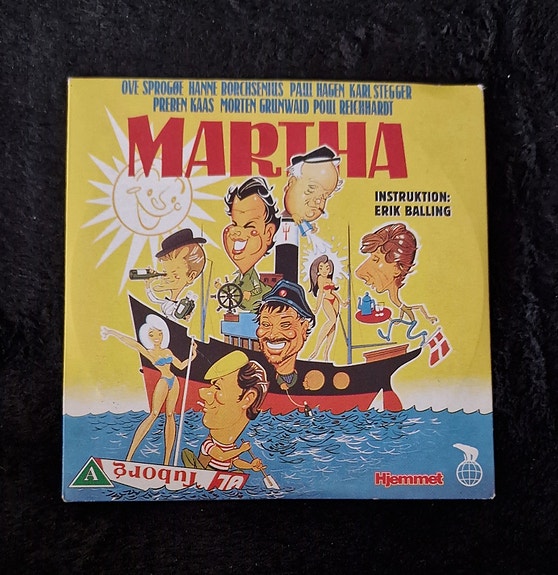 OVE SPROGØE HANNE BORCHSENIUS PAUL HAGEN KARL STEGGER
PREBEN KAAS MORTEN GRUNWALD POUL REICHHARDT
MARTHA
INSTRUKTION:
ERIK BALLING
A
Tuborg
Hjemmet